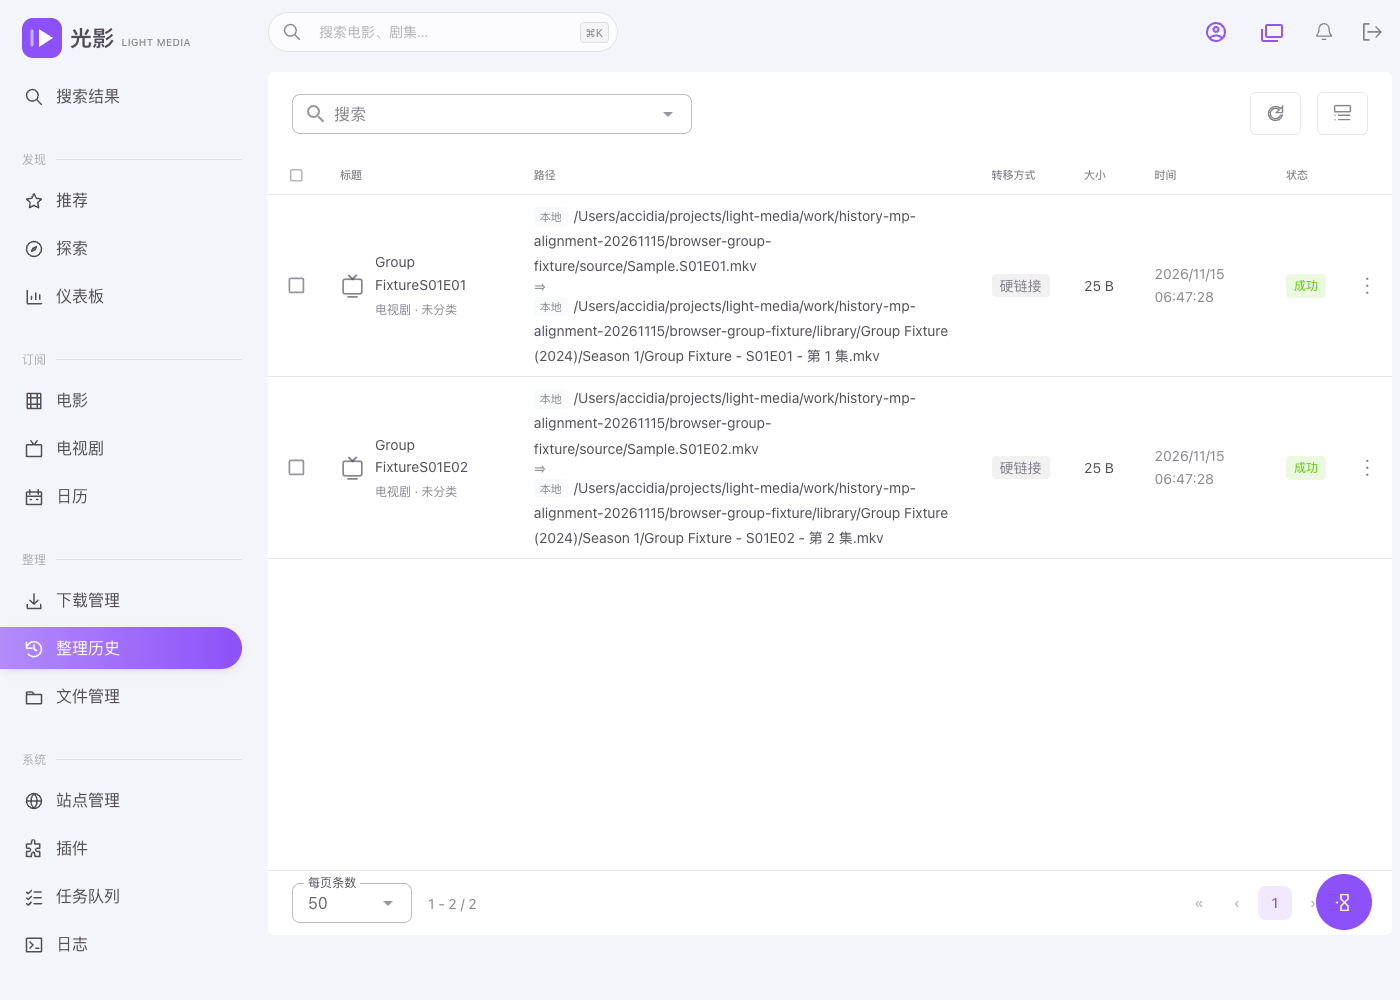 光影 LIGHT MEDIA
搜索电影、剧集...
⌘K
搜索结果
发现
推荐
探索
仪表板
订阅
电影
电视剧
日历
整理
下载管理
整理历史
文件管理
系统
站点管理
插件
任务队列
日志
搜索
标题 路径 转移方式 大小 时间 状态
Group
FixtureS01E01
电视剧 · 未分类
本地 /Users/accidia/projects/light-media/work/history-mp-
alignment-20261115/browser-group-
fixture/source/Sample.S01E01.mkv
⇒
本地 /Users/accidia/projects/light-media/work/history-mp-
alignment-20261115/browser-group-fixture/library/Group Fixture
(2024)/Season 1/Group Fixture - S01E01 - 第 1 集.mkv
硬链接
25 B
2026/11/15
06:47:28
成功
Group
FixtureS01E02
电视剧 · 未分类
本地 /Users/accidia/projects/light-media/work/history-mp-
alignment-20261115/browser-group-
fixture/source/Sample.S01E02.mkv
⇒
本地 /Users/accidia/projects/light-media/work/history-mp-
alignment-20261115/browser-group-fixture/library/Group Fixture
(2024)/Season 1/Group Fixture - S01E02 - 第 2 集.mkv
硬链接
25 B
2026/11/15
06:47:28
成功
每页条数
50
1 - 2 / 2
« ‹ 1 ›